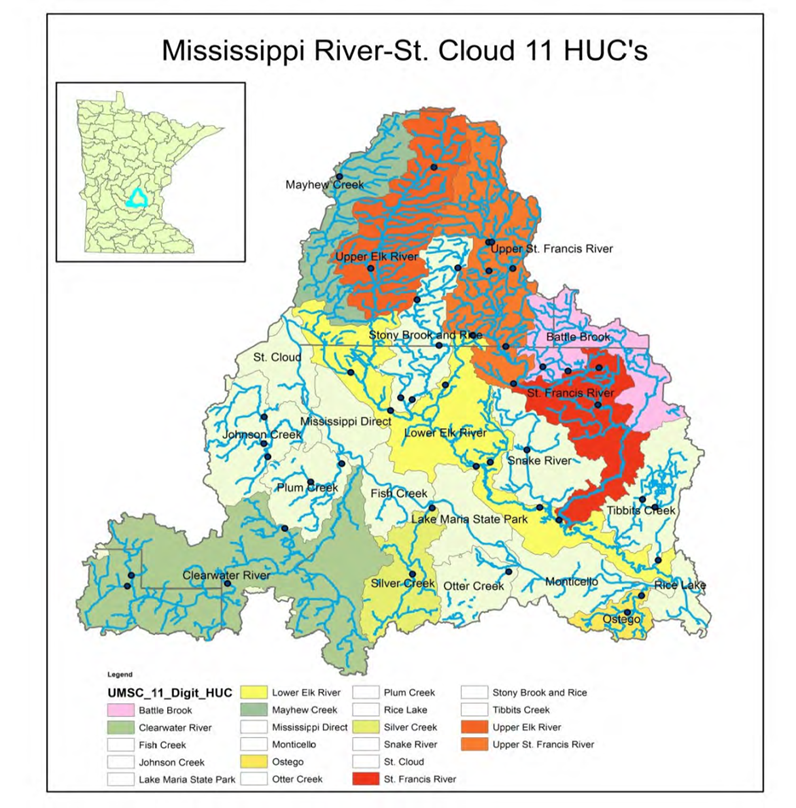 Mississippi River-St. Cloud 11 HUC's
Mayhew Creek
Upper St. Francis River
Upper Elk River
Stony Brook and Rice
Battle Brook
St. Cloud
St. Francis River
Mississippi Direct
Johnson Creek
Lower Elk River
Snake River
Plum Creek
Fish Creek
Lake Maria State Park
Tibbits Creek
Clearwater River
Silver Creek
Otter Creek
Monticello
Rice Lake
Ostego
Legend
UMSC_11_Digit_HUC
Battle Brook
Clearwater River
Fish Creek
Johnson Creek
Lake Maria State Park
Lower Elk River
Mayhew Creek
Mississippi Direct
Monticello
Ostego
Otter Creek
Plum Creek
Rice Lake
Silver Creek
Snake River
St. Cloud
St. Francis River
Stony Brook and Rice
Tibbits Creek
Upper Elk River
Upper St. Francis River